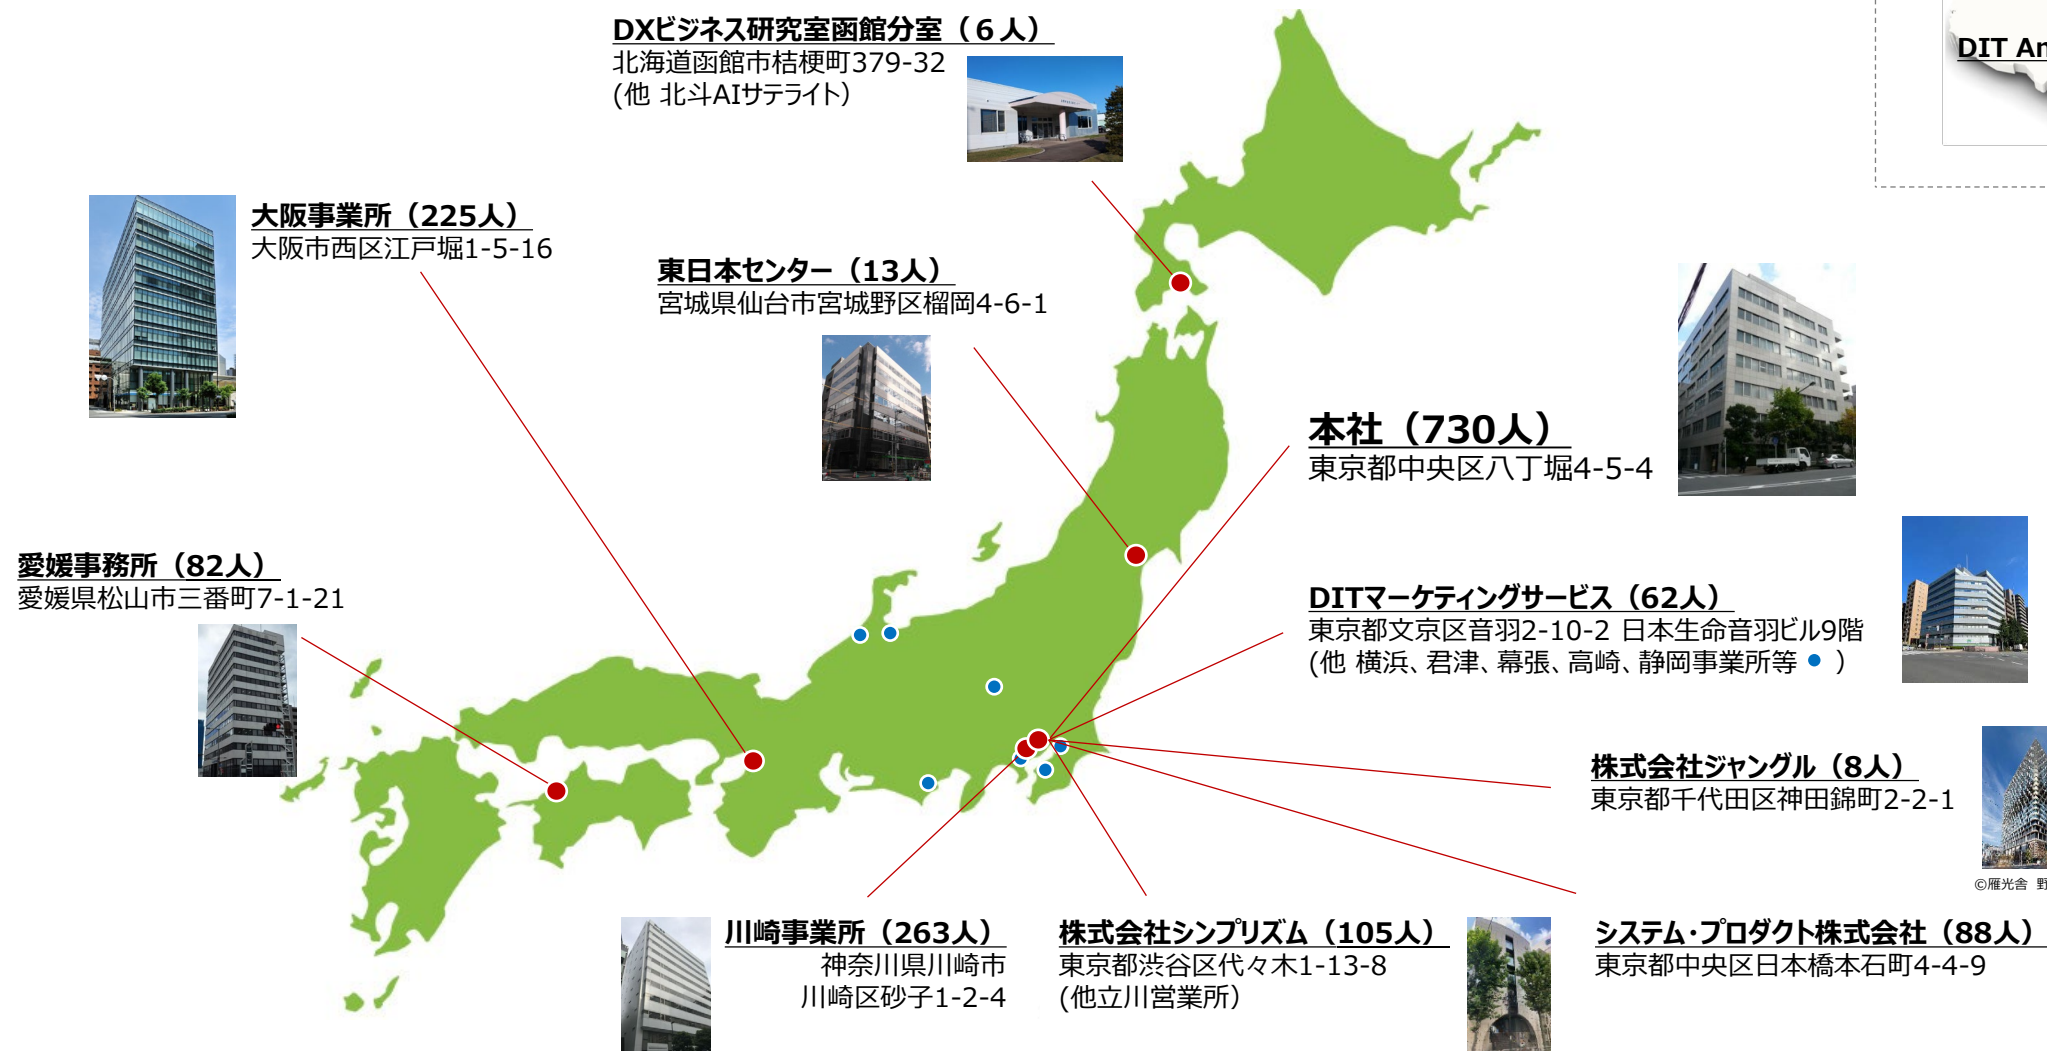 DXビジネス研究室函館分室（６人）
北海道函館市桔梗町379-32
(他 北斗AIサテライト）
DIT
大阪事業所（225人）
大阪市西区江戸堀1-5-16
東日本センター（13人）
宮城県仙台市宮城野区榴岡4-6-1
本社（730人）
東京都中央区八丁堀4-5-4
愛媛事務所（82人）
愛媛県松山市三番町7-1-21
DITマーケティングサービス（62人）
東京都文京区音羽2-10-2 日本生命音羽ビル9階
(他 横浜、君津、幕張、高崎、静岡事業所等 ● ）
株式会社ジャングル（8人）
東京都千代田区神田錦町2-2-1
©雁光舎 野
川崎事業所（263人）
神奈川県川崎市
川崎区砂子1-2-4
株式会社シンプリズム（105人）
東京都渋谷区代々木1-13-8
(他立川営業所）
システム・プロダクト株式会社（88人）
東京都中央区日本橋本石町4-4-9